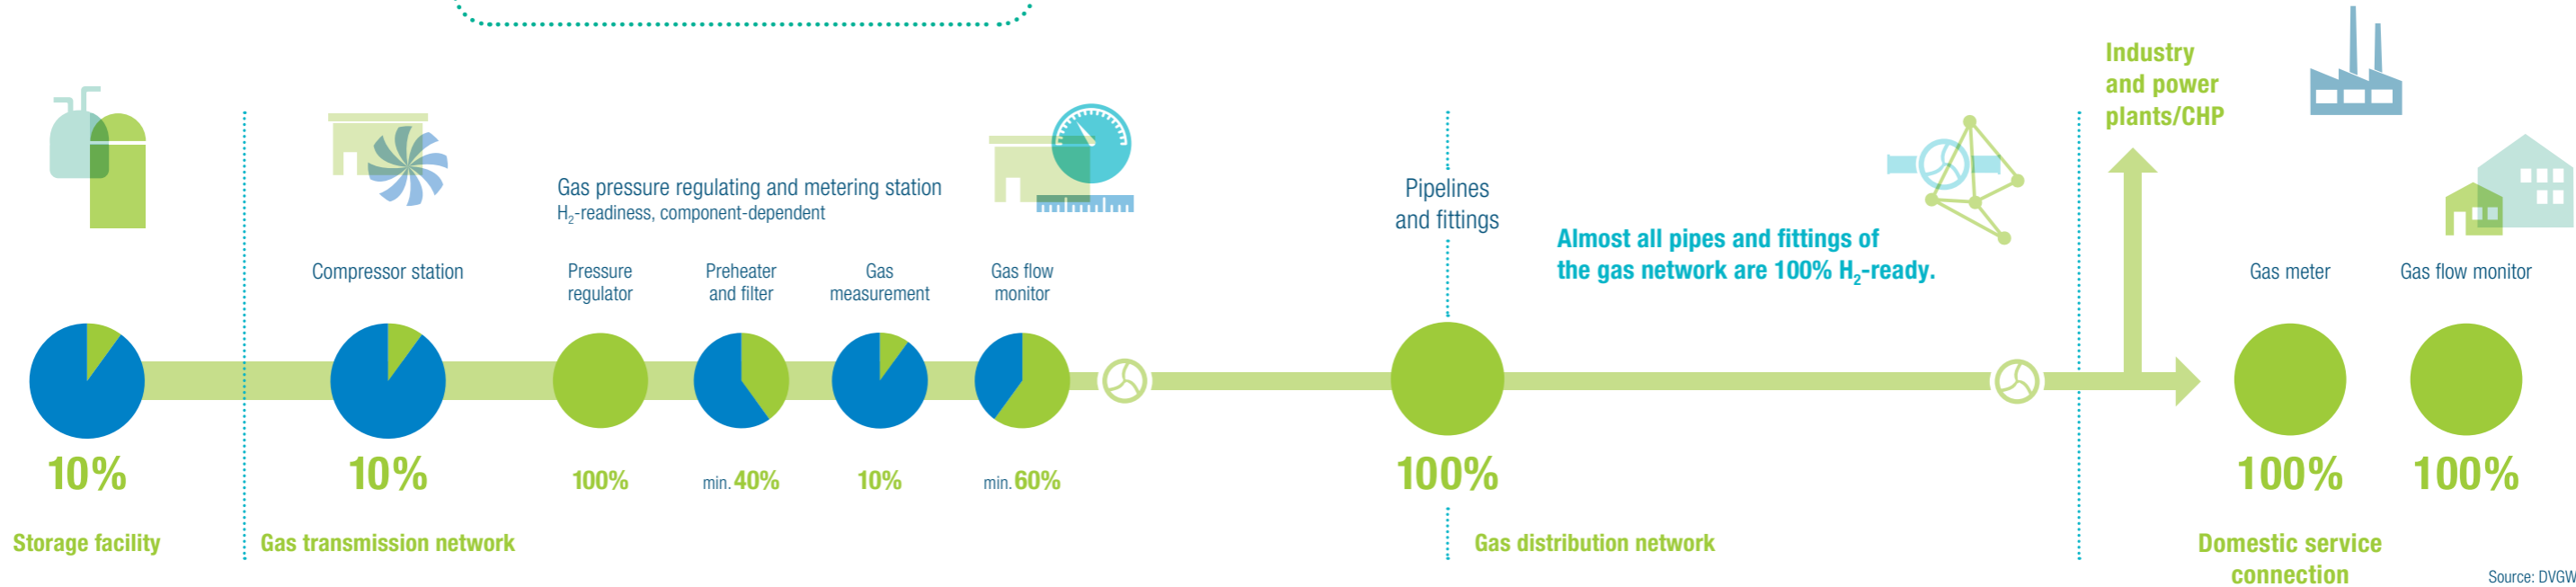 Industry
and power
plants/CHP
Gas pressure regulating and metering station
H₂-readiness, component-dependent
Pipelines
and fittings
Almost all pipes and fittings of
the gas network are 100% H₂-ready.
Compressor station
Pressure
regulator
Preheater
and filter
Gas
measurement
Gas flow
monitor
Gas meter
Gas flow monitor
10%
10%
100%
min. 40%
10%
min. 60%
100%
100%
100%
Storage facility
Gas transmission network
Gas distribution network
Domestic service
connection
Source: DVGW